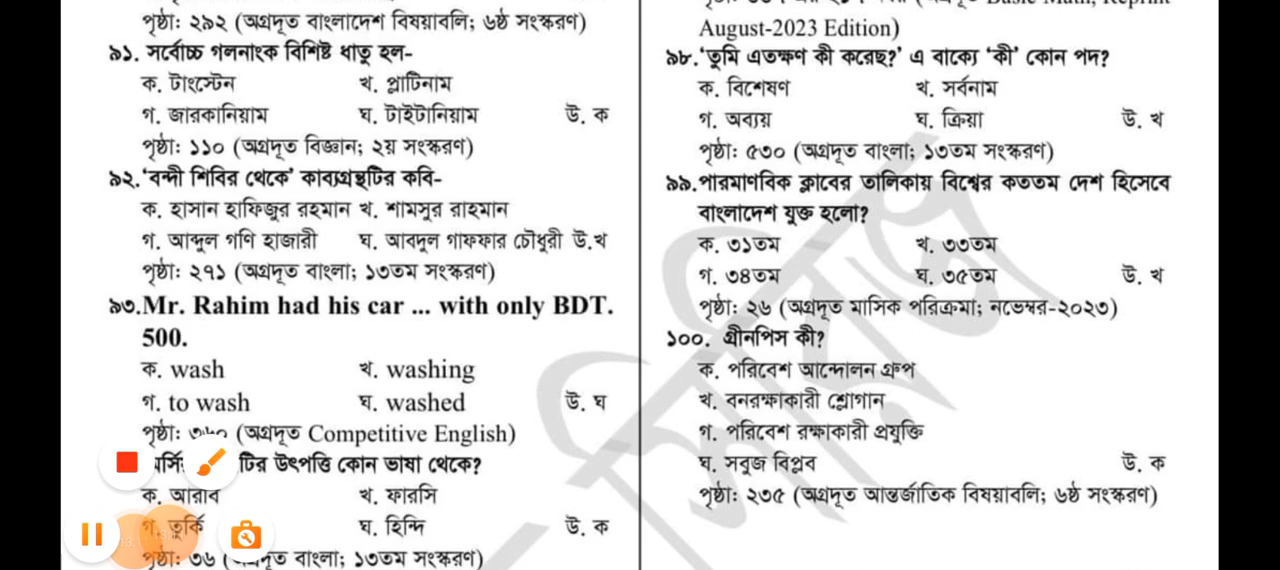 পৃষ্ঠা: ২৯২ (অগ্রদূত বাংলাদেশ বিষয়াবলি; ৬ষ্ঠ সংস্করণ)
৯১. সর্বোচ্চ গলনাংক বিশিষ্ট ধাতু হল-
ক. টাংস্টেন খ. প্লাটিনাম
গ. জারকানিয়াম ঘ. টাইটানিয়াম উ. ক
পৃষ্ঠা: ১১০ (অগ্রদূত বিজ্ঞান; ২য় সংস্করণ)
৯২. ‘বন্দী শিবির থেকে’ কাব্যগ্রন্থটির কবি-
ক. হাসান হাফিজুর রহমান খ. শামসুর রাহমান
গ. আব্দুল গণি হাজারী ঘ. আবদুল গাফফার চৌধুরী উ.খ
পৃষ্ঠা: ২৭১ (অগ্রদূত বাংলা; ১৩তম সংস্করণ)
৯৩. Mr. Rahim had his car ... with only BDT.
500.
ক. wash খ. washing
গ. to wash ঘ. washed উ. ঘ
পৃষ্ঠা: (অগ্রদূত Competitive English)
উৎপত্তি কোন ভাষা থেকে?
ক. আরবি খ. ফারসি
গ. তুর্কি ঘ. হিন্দি উ. ক
পৃষ্ঠা: ৩৬ বাংলা; ১৩তম সংস্করণ)
August-2023 Edition)
৯৮. ‘তুমি এতক্ষণ কী করেছ?’ এ বাক্যে ‘কী’ কোন পদ?
ক. বিশেষণ খ. সর্বনাম
গ. অব্যয় ঘ. ক্রিয়া উ. খ
পৃষ্ঠা: ৫৩০ (অগ্রদূত বাংলা; ১৩তম সংস্করণ)
৯৯. পারমাণবিক ক্লাবের তালিকায় বিশ্বের কততম দেশ হিসেবে
বাংলাদেশ যুক্ত হলো?
ক. ৩১তম খ. ৩৩তম
গ. ৩৪তম ঘ. ৩৫তম উ. খ
পৃষ্ঠা: ২৬ (অগ্রদূত মাসিক পরিক্রমা; নভেম্বর-২০২৩)
১০০. গ্রীনপিস কী?
ক. পরিবেশ আন্দোলন গ্রুপ
খ. বনরক্ষাকারী শ্লোগান
গ. পরিবেশ রক্ষাকারী প্রযুক্তি
ঘ. সবুজ বিপ্লব উ. ক
পৃষ্ঠা: ২৩৫ (অগ্রদূত আন্তর্জাতিক বিষয়াবলি; ৬ষ্ঠ সংস্করণ)